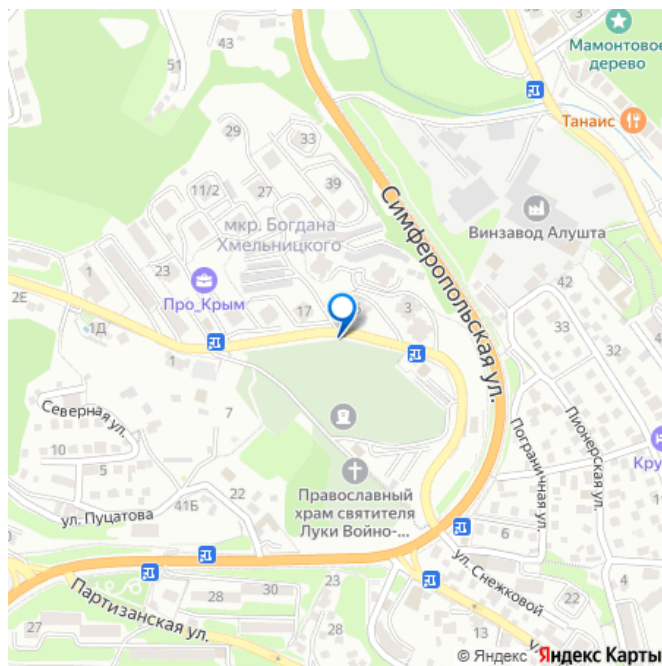 43
51
Мамонтовое
дерево
Танаис
29
33
11/2
27
39
Симферопольская ул.
мкр. Богдана
Хмельницкого
Винзавод Алушта
1
23
Про_Крым
2Е
42
17
3
33
32
1Д
1
7
Северная ул.
10
5
Пограничная ул.
Пионерская ул.
Кру
Православный
храм святителя
Луки Войно-...
22
41Б
ул. Пуцатова
6
ул. Снежковой
4
22
23
28
30
Партизанская ул.
27
28
13
© Яндекс Яндекс Карты